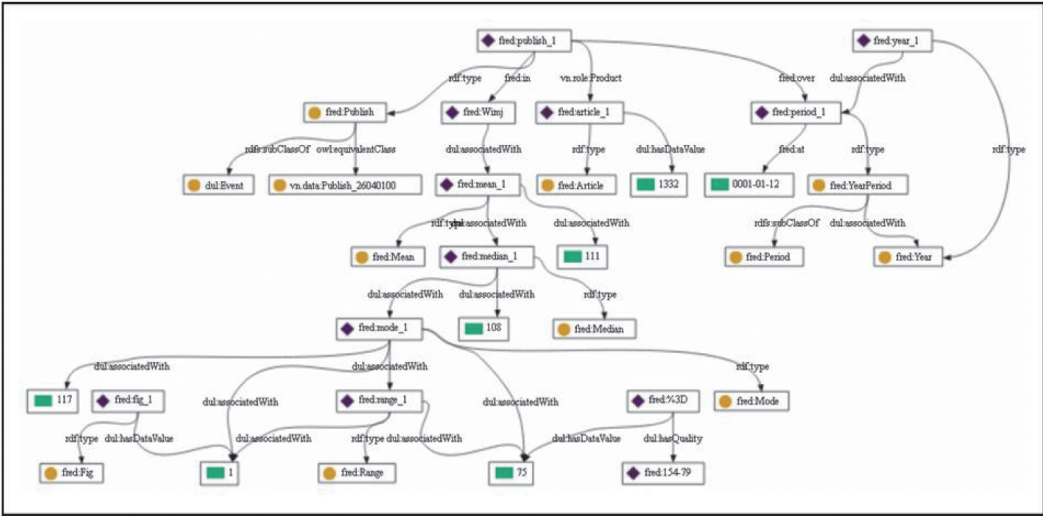 fred:publish_1
fred:year_1
rdf:type
fred:in
vn.role:Product
fred:over
dul:associatedWith
fred:Publish
fred:Wimj
fred:article_1
fred:period_1
rdfs:subClassOf
owl:equivalentClass
dul:associatedWith
rdf:type
dul:hasDataValue
fred:at
rdf:type
rdf:type
dul:Event
vn.data:Publish_26040100
fred:mean_1
fred:Article
1332
0001-01-12
fred:YearPeriod
rdf:type
dul:associatedWith
dul:associatedWith
rdfs:subClassOf
dul:associatedWith
fred:Mean
fred:median_1
111
fred:Period
fred:Year
dul:associatedWith
dul:associatedWith
rdf:type
fred:mode_1
108
fred:Median
dul:associatedWith
dul:associatedWith
rdf:type
117
fred:fig_1
dul:associatedWith
fred:range_1
dul:associatedWith
fred:%3D
fred:Mode
rdf:type
dul:hasDataValue
dul:associatedWith
rdf:type
dul:associatedWith
dul:hasDataValue
dul:hasQuality
fred:Fig
1
fred:Range
75
fred:154-79